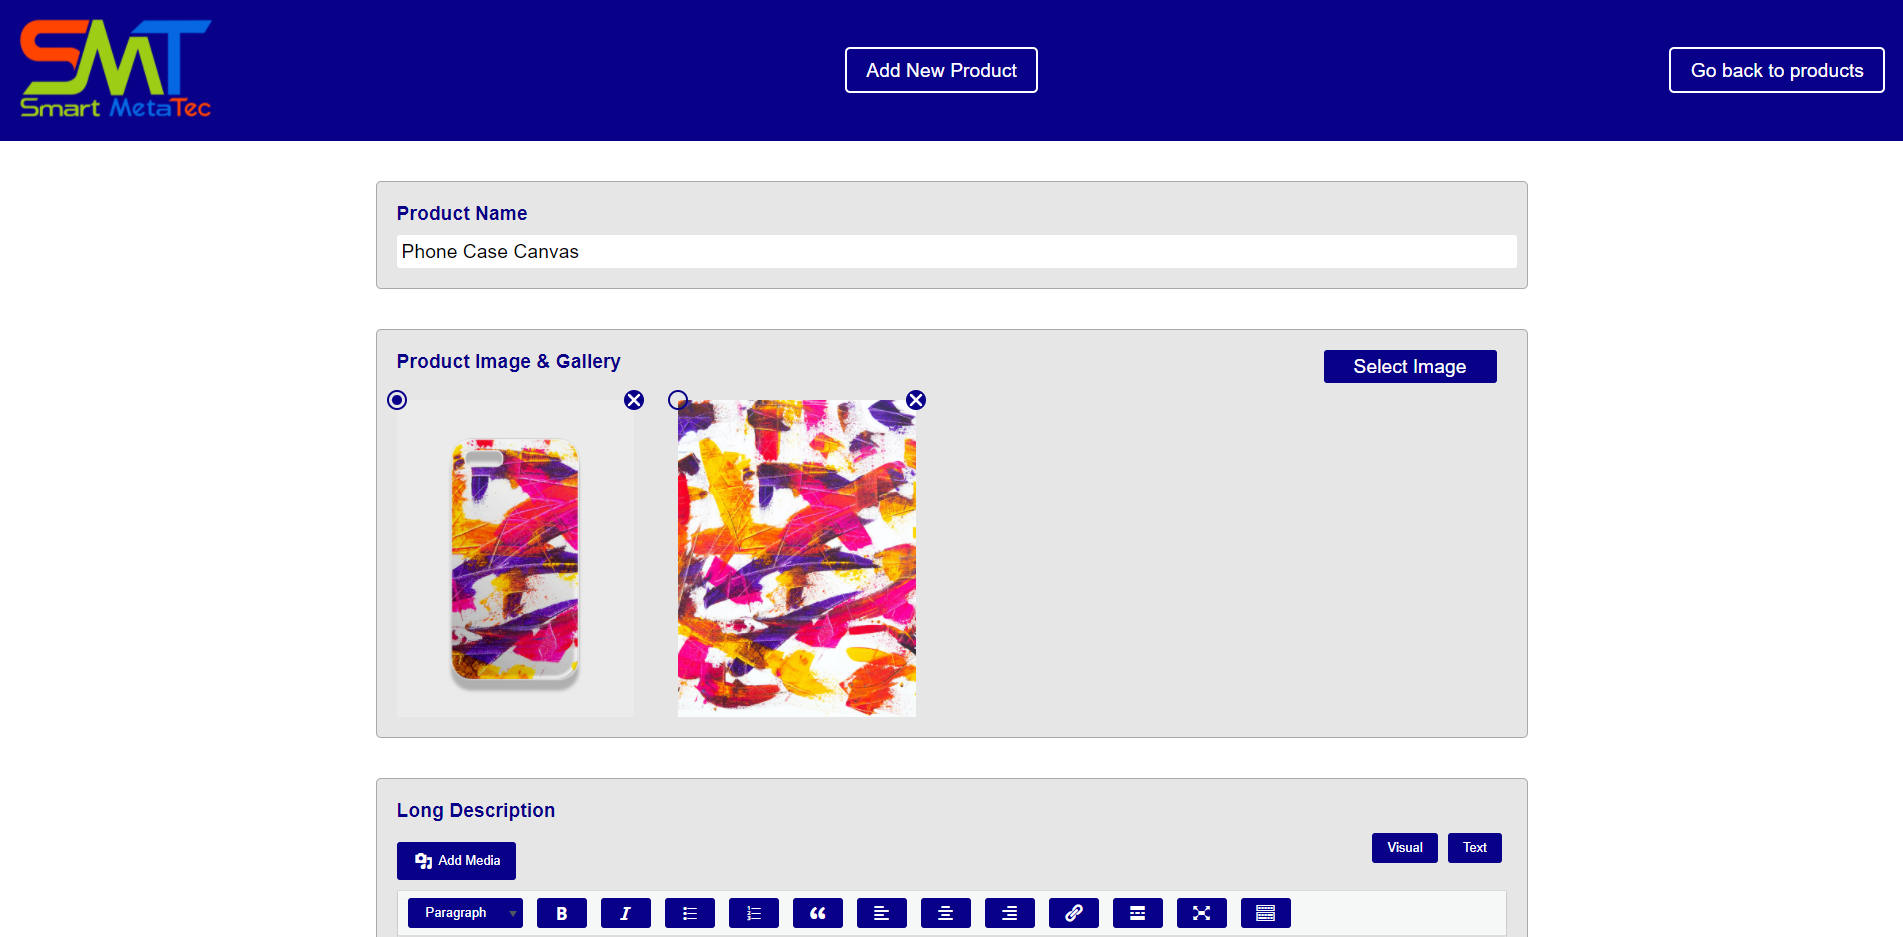 SMT
Smart MetaTec
Add New Product
Go back to products
Product Name
Phone Case Canvas
Product Image & Gallery
Select Image
Long Description
Add Media
Visual
Text
Paragraph
B
I